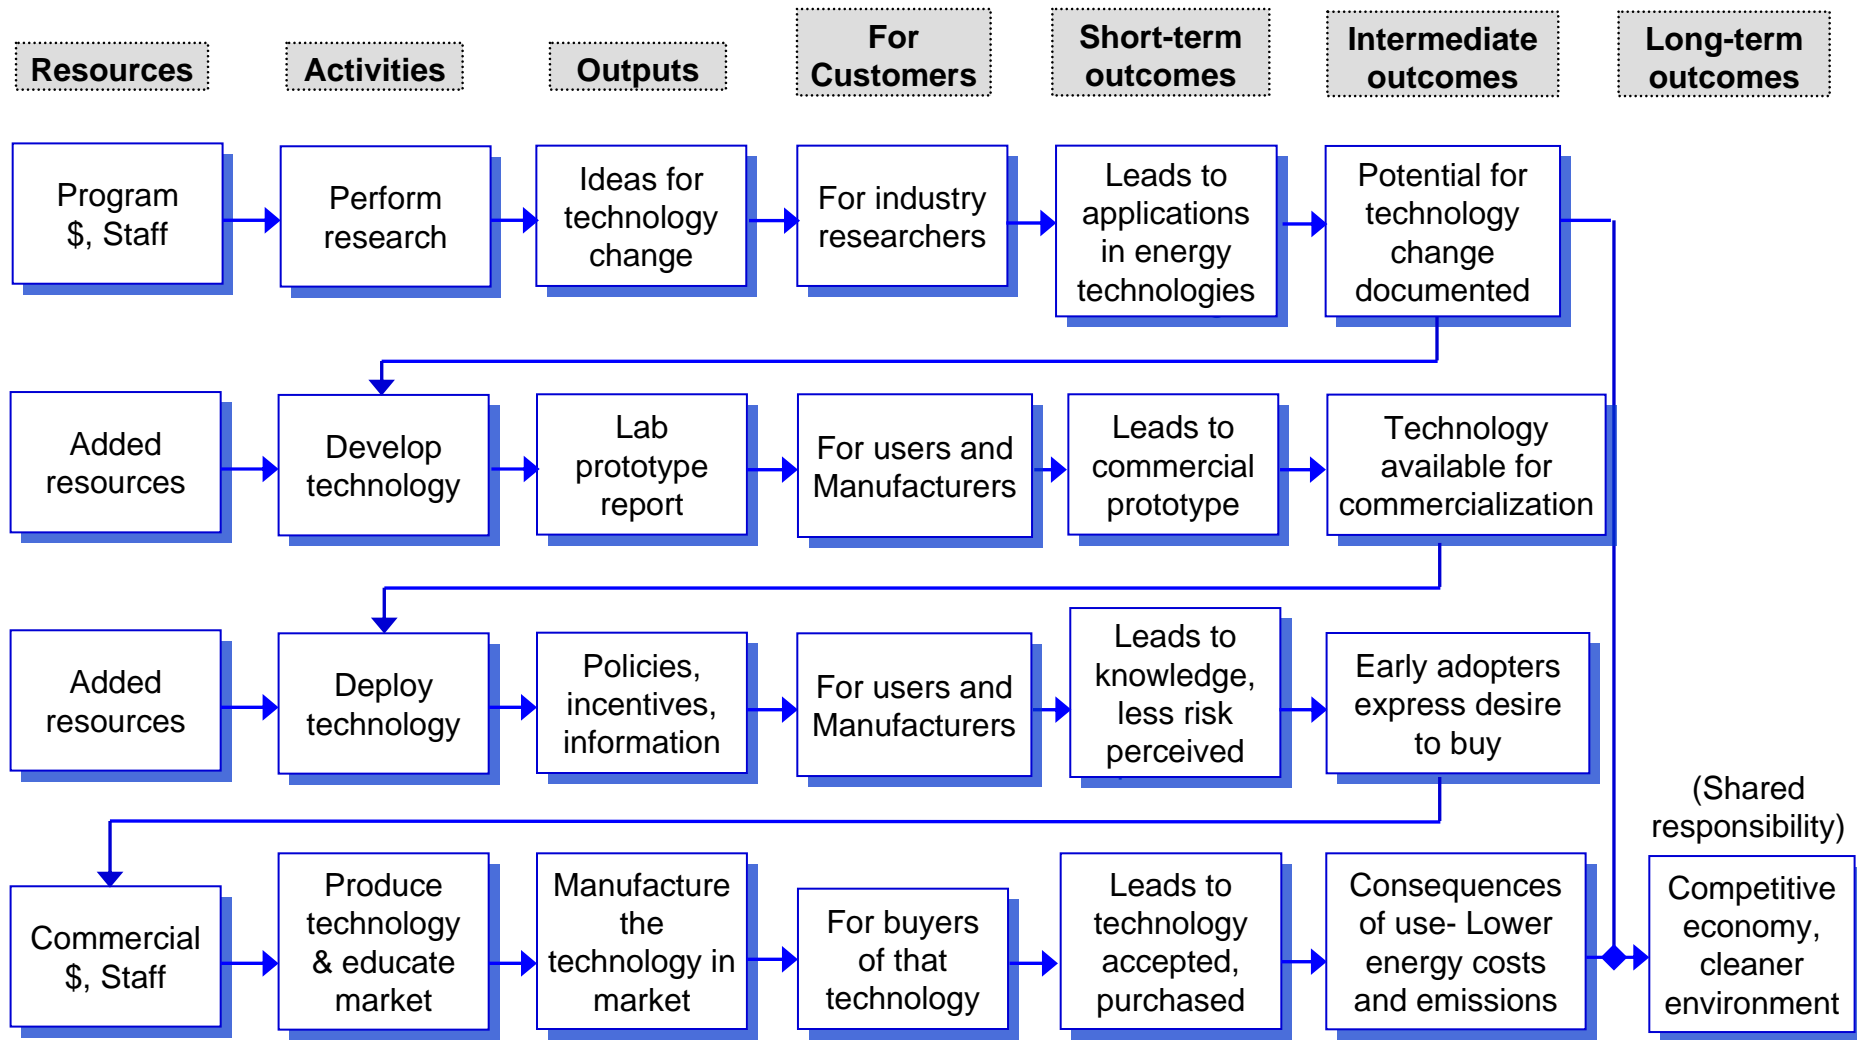 Resources
Activities
Outputs
For
Customers
Short-term
outcomes
Intermediate
outcomes
Long-term
outcomes
Program
$, Staff
Perform
research
Ideas for
technology
change
For industry
researchers
Leads to
applications
in energy
technologies
Potential for
technology
change
documented
Added
resources
Develop
technology
Lab
prototype
report
For users and
Manufacturers
Leads to
commercial
prototype
Technology
available for
commercialization
Added
resources
Deploy
technology
Policies,
incentives,
information
For users and
Manufacturers
Leads to
knowledge,
less risk
perceived
Early adopters
express desire
to buy
Commercial
$, Staff
Produce
technology
& educate
market
Manufacture
the
technology in
market
For buyers
of that
technology
Leads to
technology
accepted,
purchased
Consequences
of use- Lower
energy costs
and emissions
(Shared
responsibility)
Competitive
economy,
cleaner
environment